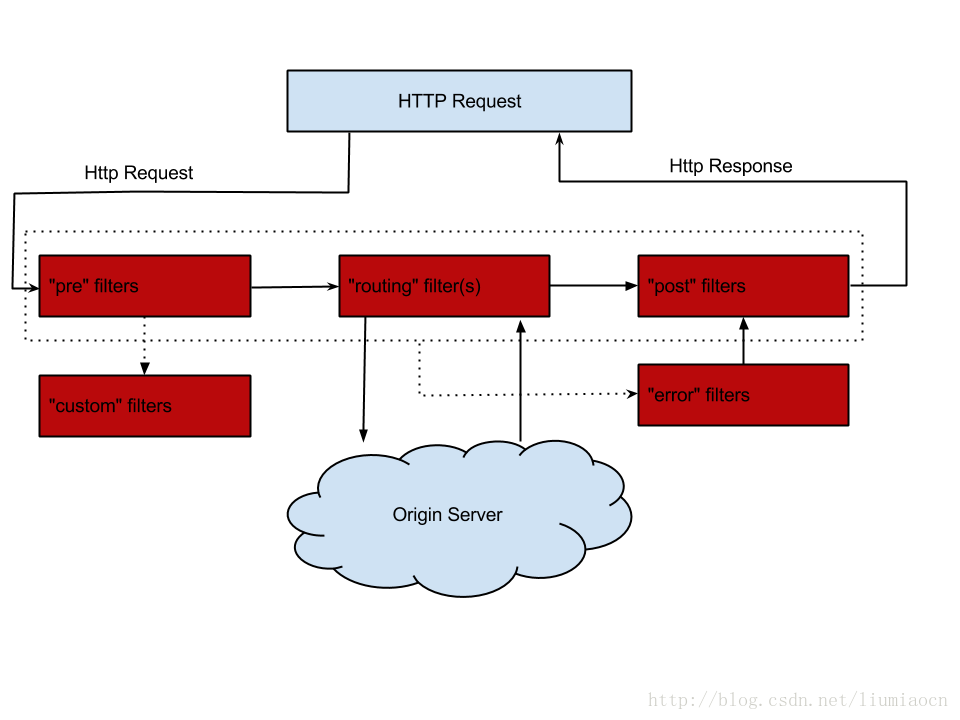 HTTP Request
Http Request
Http Response
"pre" filters
"routing" filter(s)
"post" filters
"custom" filters
"error" filters
Origin Server
http://blog.csdn.net/liumiaocn